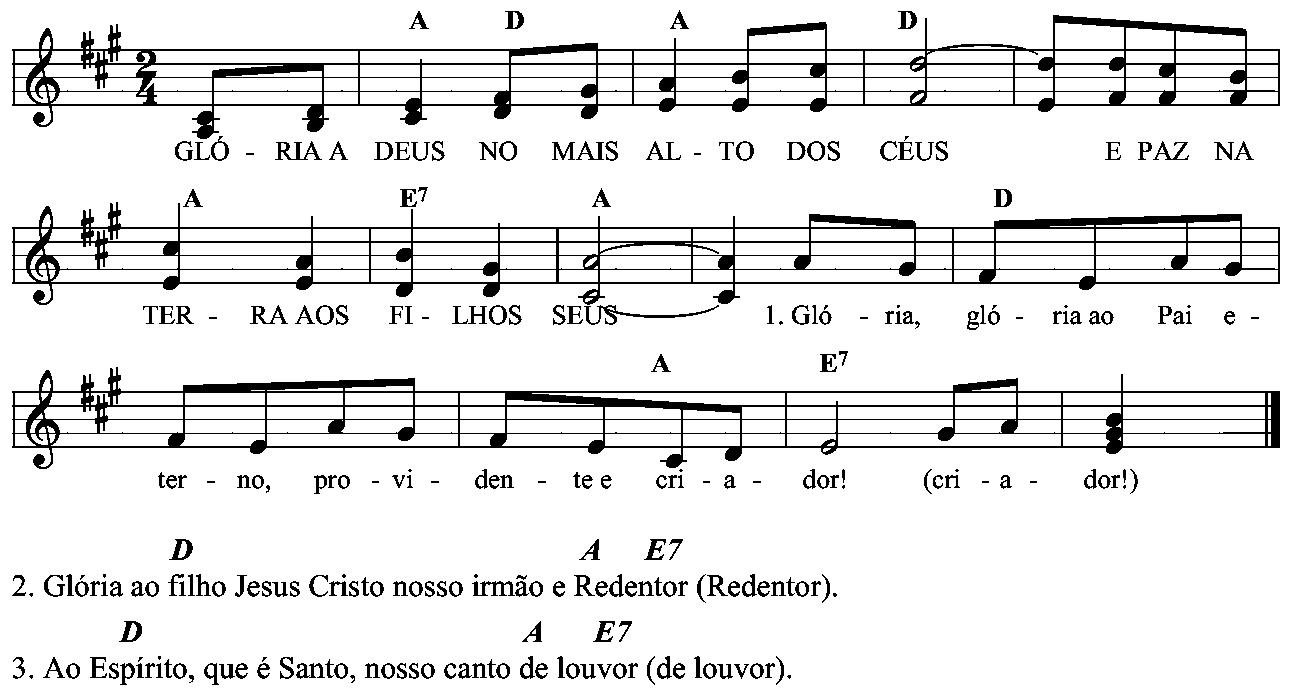 A D A D
2/4
GLÓ - RIA A DEUS NO MAIS AL - TO DOS CÉUS E PAZ NA
A E7 A D
TER - RA AOS FI - LHOS SEUS 1. Gló - ria, gló - ria ao Pai e -
A E7
ter - no, pro - vi - den - te e cri - a - dor! (cri - a - dor!)
D A E7
2. Glória ao filho Jesus Cristo nosso irmão e Redentor (Redentor).
D A E7
3. Ao Espírito, que é Santo, nosso canto de louvor (de louvor).